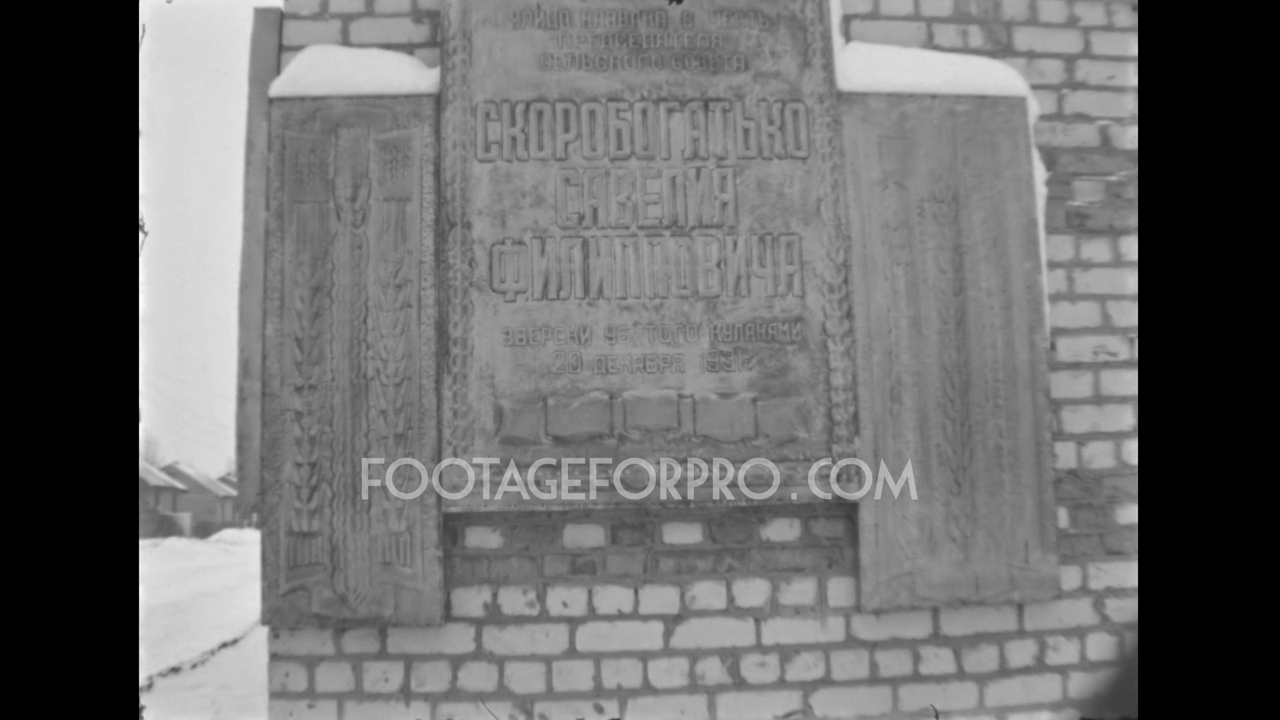 УЛИЦА НАЗВАНА В ЧЕСТЬ
ПРЕДСЕДАТЕЛЯ
СЕЛЬСКОГО СОВЕТА
СКОРОБОГАТЬКО
САВЕЛИЯ
ФИЛИППОВИЧА
ЗВЕРСКИ УБИТОГО КУЛАКАМИ
20 ДЕКАБРЯ 1931г.
FOOTAGEFORPRO.COM